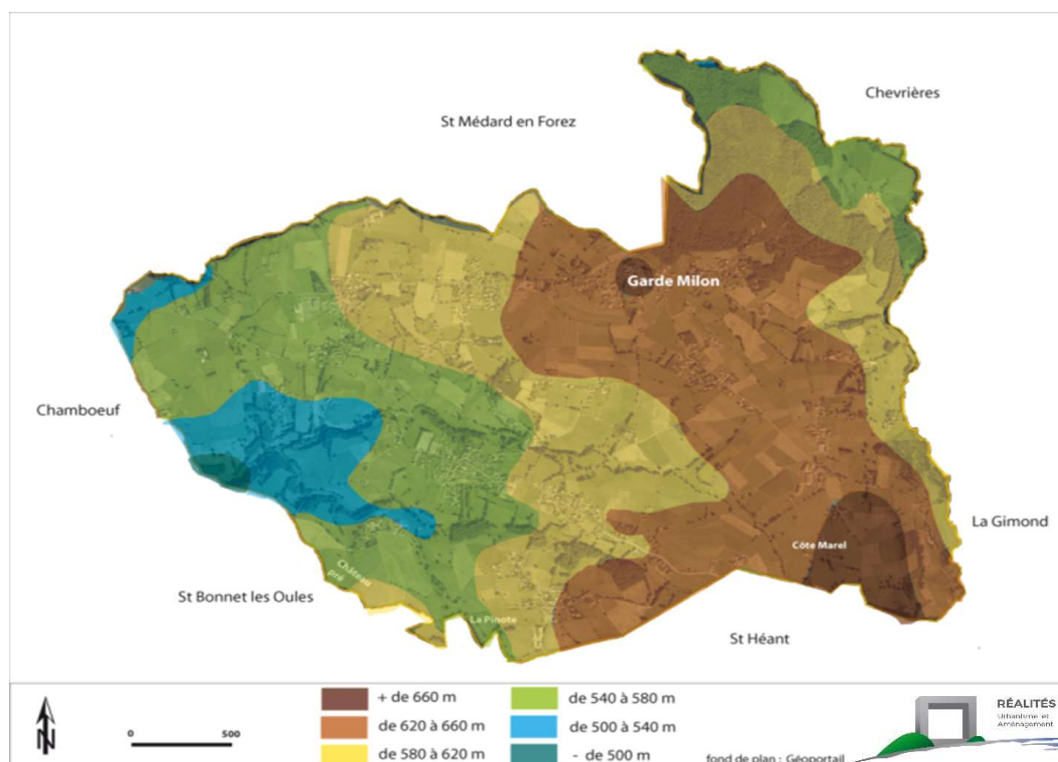 Chevrières
St Médard en Forez
Garde Milon
Chamboeuf
La Gimond
Côte Marel
Château
pré
St Bonnet les Oules
La Pinote
St Héant
N
0 500
+ de 660 m
de 620 à 660 m
de 580 à 620 m
de 540 à 580 m
de 500 à 540 m
- de 500 m
fond de plan : Géoportail
RÉALITÉS
Urbanisme et
Aménagement